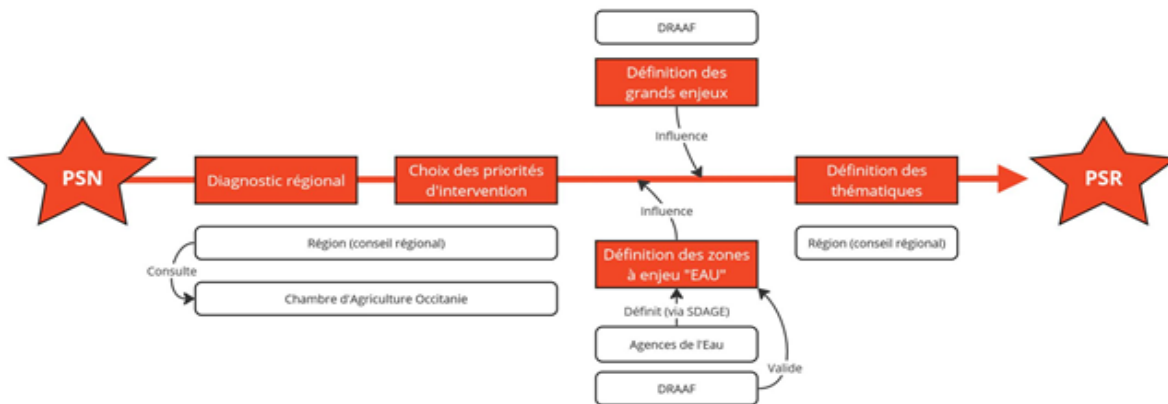 DRAAF
Définition des
grands enjeux
Influence
PSN
Diagnostic régional
Choix des priorités
d'intervention
Définition des
thématiques
PSR
Influence
Région (conseil régional)
Définition des zones
à enjeu "EAU"
Région (conseil régional)
Consulte
Chambre d'Agriculture Occitanie
Définit (via SDAGE)
Agences de l'Eau
Valide
DRAAF